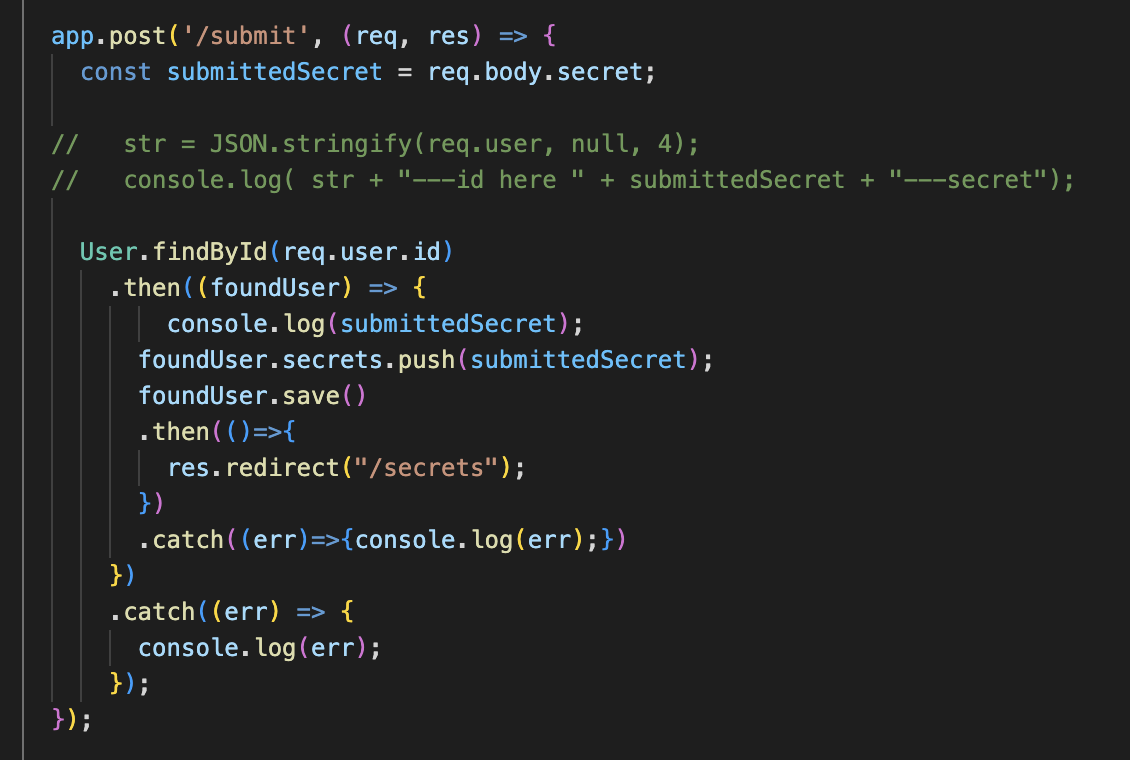 app.post('/submit', (req, res) => {
  const submittedSecret = req.body.secret;

//   str = JSON.stringify(req.user, null, 4);
//   console.log( str + "---id here " + submittedSecret + "---secret");

  User.findById(req.user.id)
    .then((foundUser) => {
        console.log(submittedSecret);
      foundUser.secrets.push(submittedSecret);
      foundUser.save()
      .then(()=>{
        res.redirect("/secrets");
      })
      .catch((err)=>{console.log(err);})
    })
    .catch((err) => {
      console.log(err);
    });
});